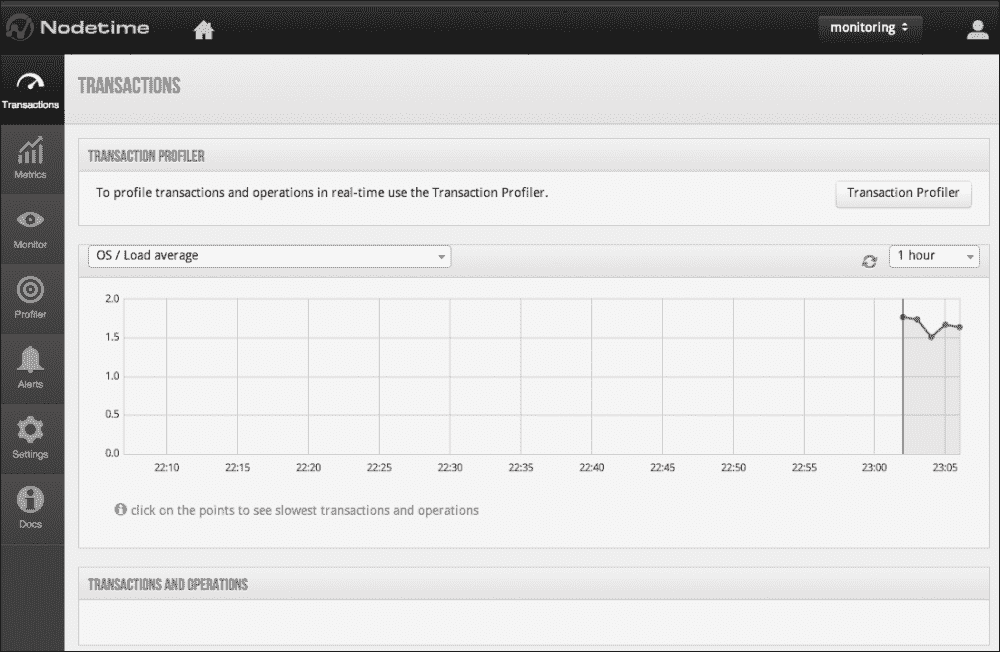 Nodetime
monitoring
Transactions
Metrics
Monitor
Profiler
Alerts
Settings
Docs
TRANSACTIONS
TRANSACTION PROFILER
To profile transactions and operations in real-time use the Transaction Profiler.
Transaction Profiler
OS / Load average
1 hour
2.0
1.5
1.0
0.5
0.0
22:10 22:15 22:20 22:25 22:30 22:35 22:40 22:45 22:50 22:55 23:00 23:05
click on the points to see slowest transactions and operations
TRANSACTIONS AND OPERATIONS